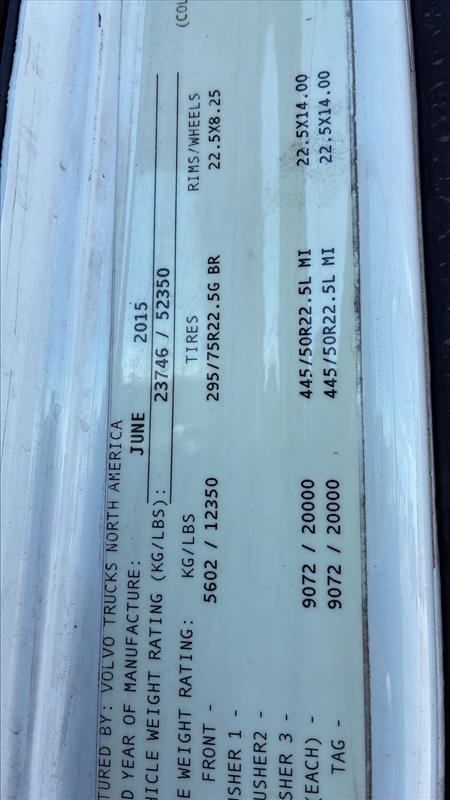 TURED BY: VOLVO TRUCKS NORTH AMERICA
D YEAR OF MANUFACTURE: JUNE 2015
HICLE WEIGHT RATING (KG/LBS): 23746 / 52350
E WEIGHT RATING: KG/LBS TIRES RIMS/WHEELS (COL
FRONT - 5602 / 12350 295/75R22.5G BR 22.5X8.25
SHER 1 -
USHER2 -
SHER 3 -
(EACH) - 9072 / 20000 445/50R22.5L MI 22.5X14.00
TAG - 9072 / 20000 445/50R22.5L MI 22.5X14.00